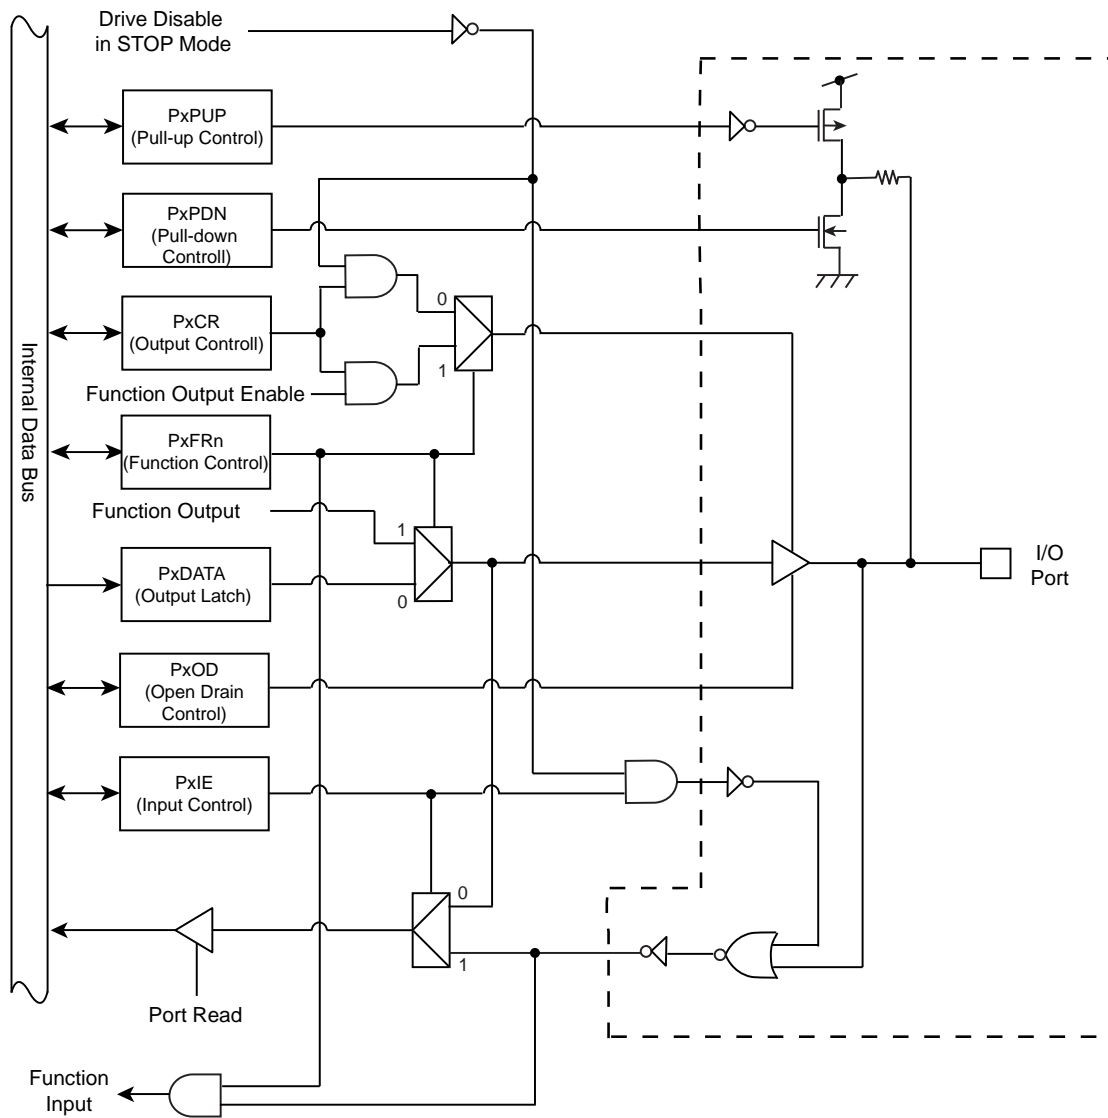 Drive Disable
in STOP Mode
PxPUP
(Pull-up Control)
PxPDN
(Pull-down
Controll)
PxCR
(Output Controll)
0
1
Function Output Enable
Internal Data Bus
PxFRn
(Function Control)
Function Output
1
0
PxDATA
(Output Latch)
I/O
Port
PxOD
(Open Drain
Control)
PxIE
(Input Control)
0
1
Port Read
Function
Input